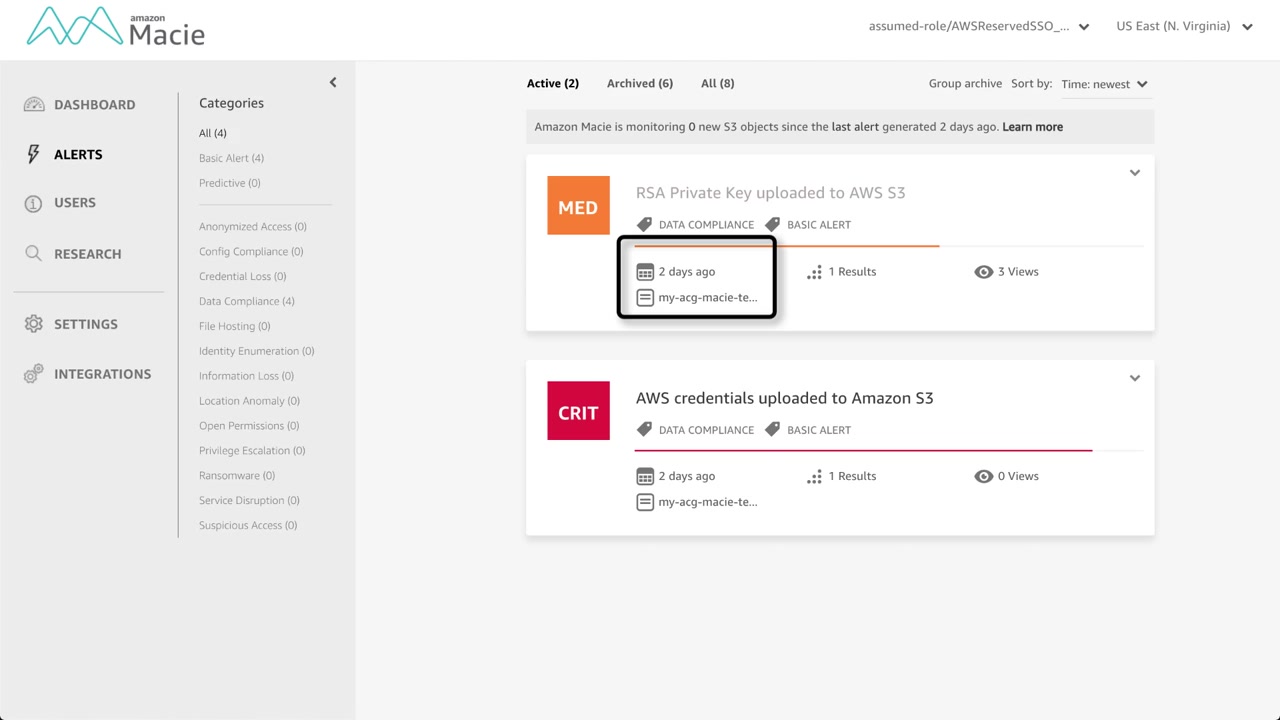 amazon
Macie
assumed-role/AWSReservedSSO_...
US East (N. Virginia)
DASHBOARD
ALERTS
USERS
RESEARCH
SETTINGS
INTEGRATIONS
Categories
All (4)
Basic Alert (4)
Predictive (0)
Anonymized Access (0)
Config Compliance (0)
Credential Loss (0)
Data Compliance (4)
File Hosting (0)
Identity Enumeration (0)
Information Loss (0)
Location Anomaly (0)
Open Permissions (0)
Privilege Escalation (0)
Ransomware (0)
Service Disruption (0)
Suspicious Access (0)
Active (2) Archived (6) All (8) Group archive Sort by: Time: newest
Amazon Macie is monitoring 0 new S3 objects since the last alert generated 2 days ago. Learn more
MED
RSA Private Key uploaded to AWS S3
DATA COMPLIANCE BASIC ALERT
2 days ago 1 Results 3 Views
my-acg-macie-te...
CRIT
AWS credentials uploaded to Amazon S3
DATA COMPLIANCE BASIC ALERT
2 days ago 1 Results 0 Views
my-acg-macie-te...